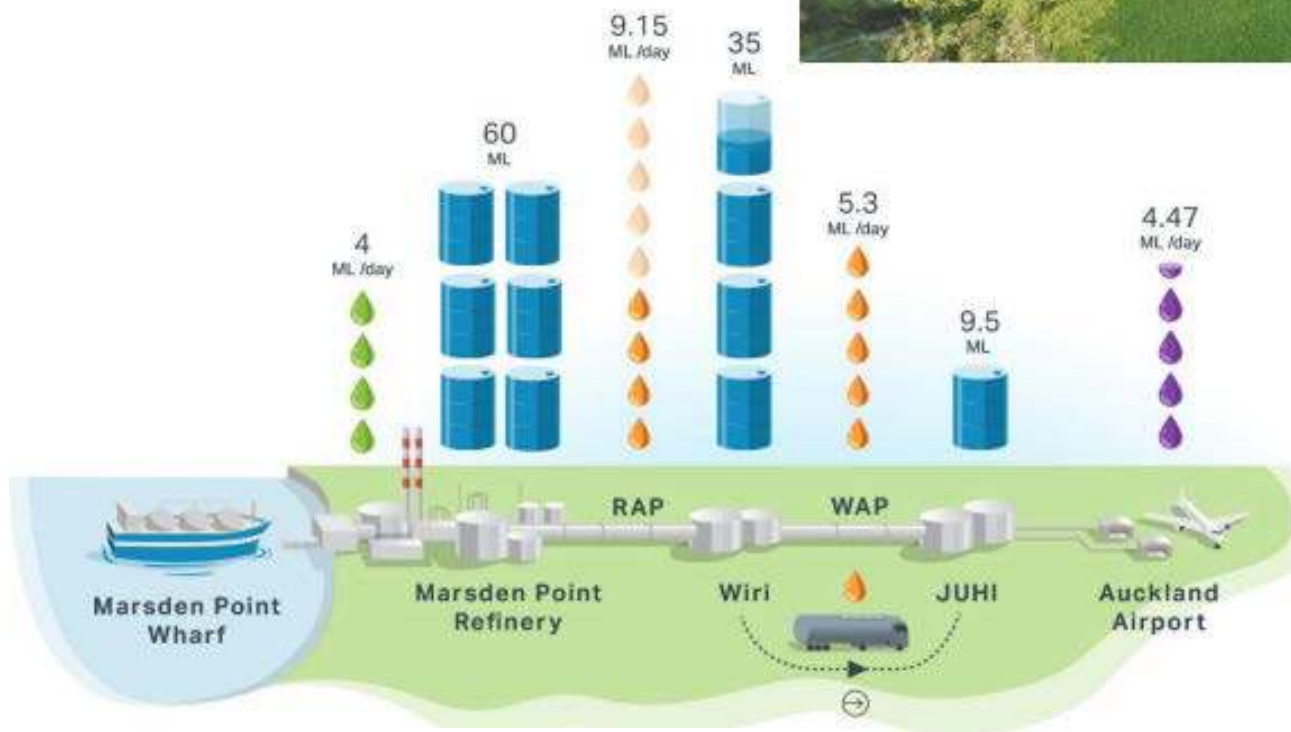 9.15
ML /day
35
ML
60
ML
5.3
ML /day
4.47
ML /day
4
ML /day
9.5
ML
RAP
WAP
Marsden Point
Wharf
Marsden Point
Refinery
Wiri
JUHI
Auckland
Airport